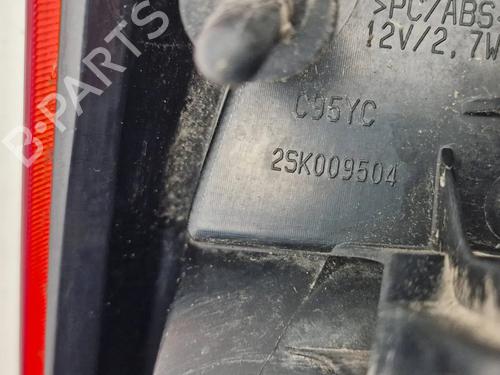 >PC/ABS
12V/2,7W
C95YC
2SK009504
B-PARTS